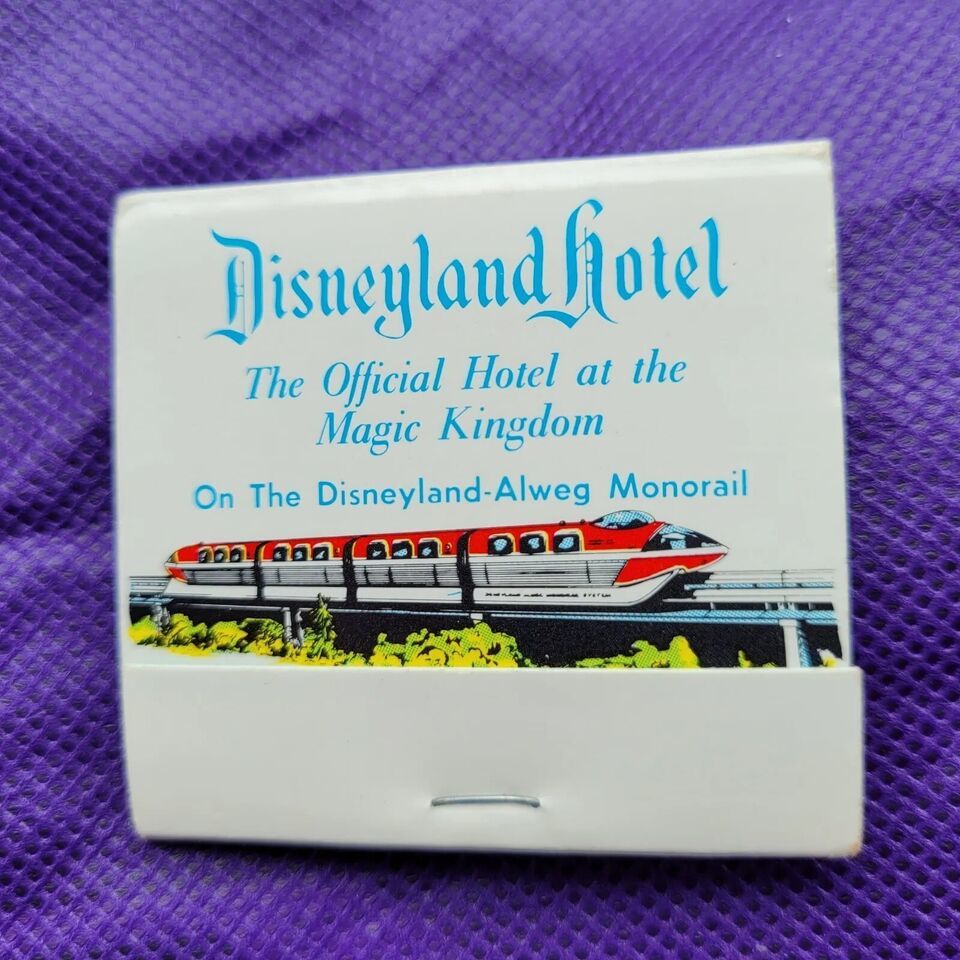 Disneyland Hotel
The Official Hotel at the
Magic Kingdom
On The Disneyland-Alweg Monorail